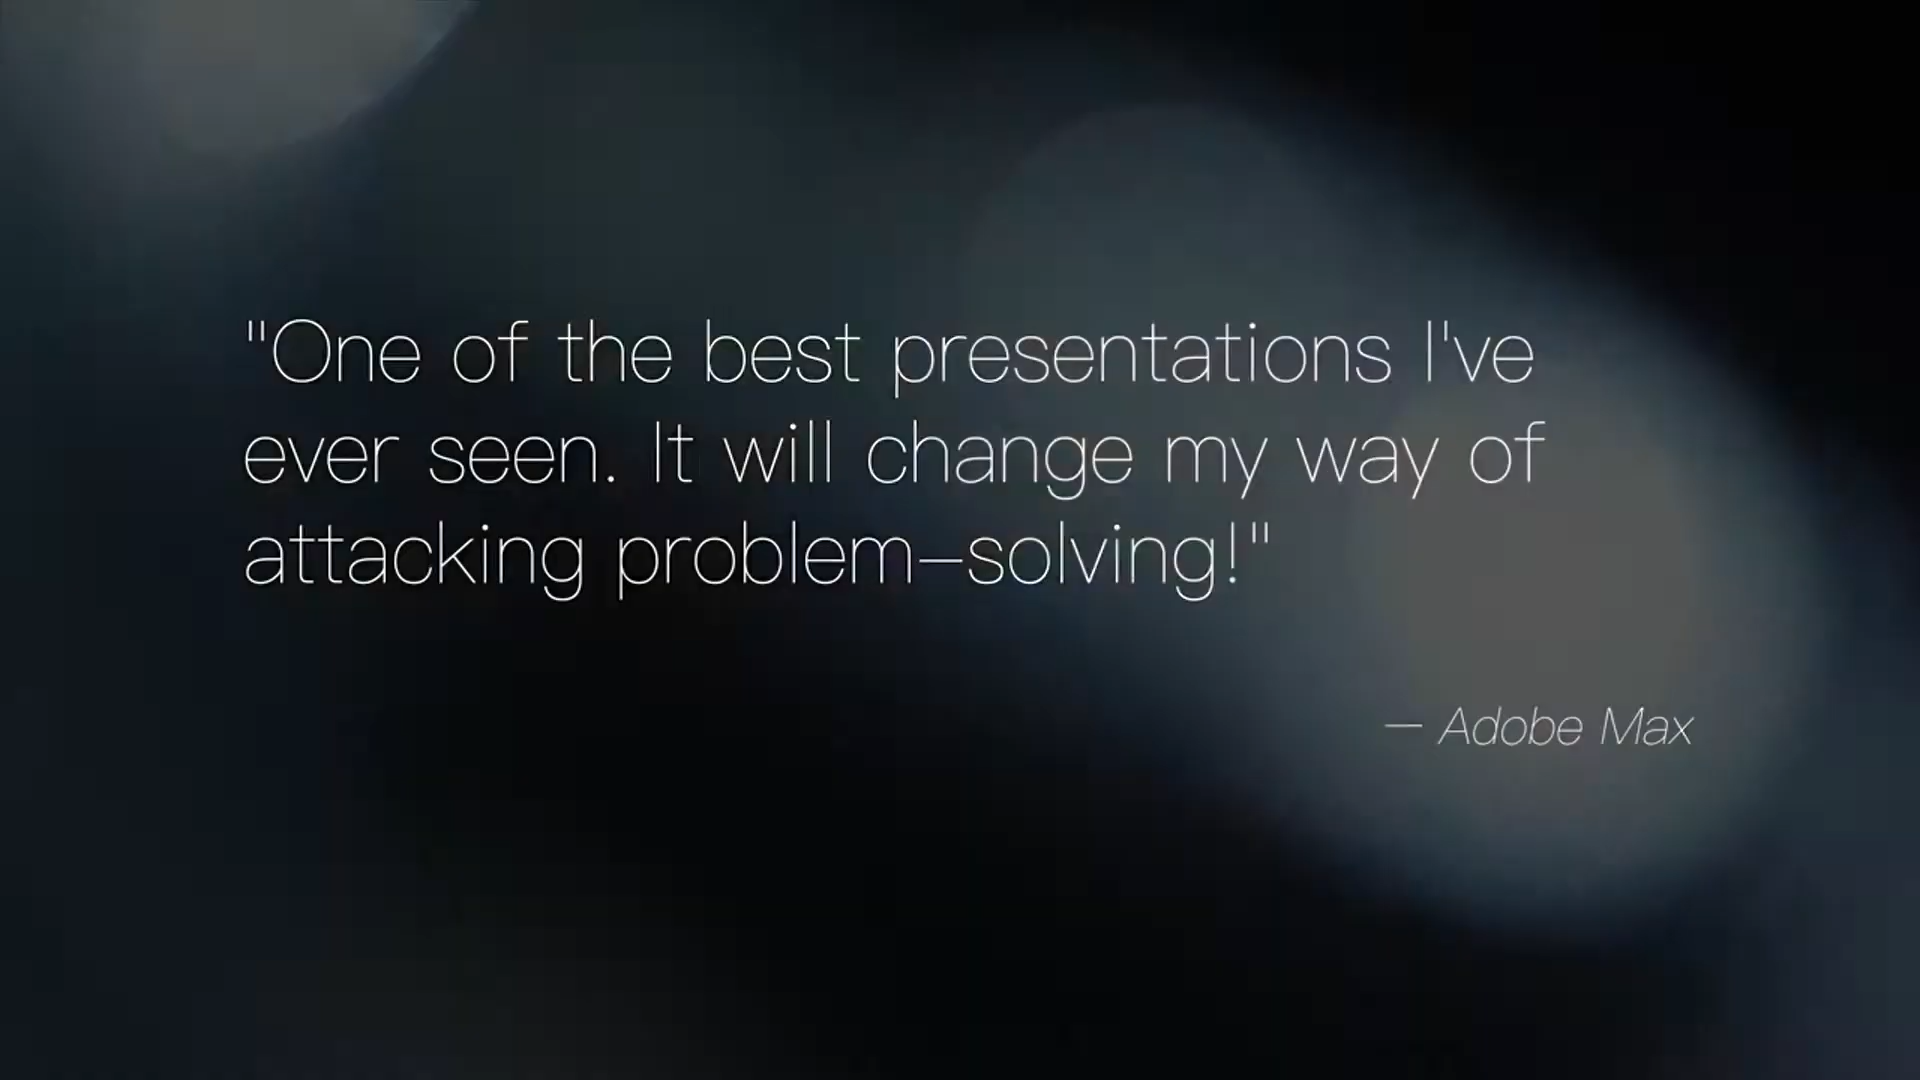 "One of the best presentations I've
ever seen. It will change my way of
attacking problem–solving!"
— Adobe Max